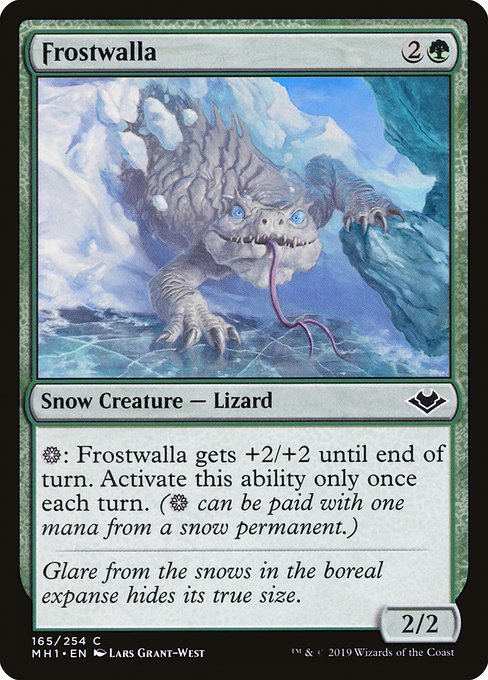 Frostwalla 2
Snow Creature — Lizard
: Frostwalla gets +2/+2 until end of
turn. Activate this ability only once
each turn. ( can be paid with one
mana from a snow permanent.)
Glare from the snows in the boreal
expanse hides its true size.
2/2
165/254 C
MH1 • EN Lars Grant-West
™ & © 2019 Wizards of the Coast